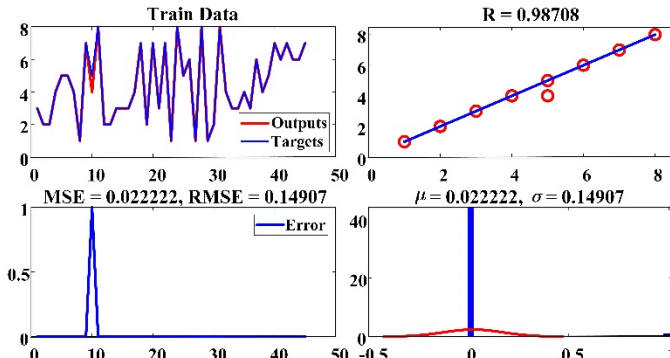 Train Data
R = 0.98708
8
6
4
2
0
Outputs
Targets
0 10 20 30 40 50
8
6
4
2
0 2 4 6 8
MSE = 0.022222, RMSE = 0.14907
μ = 0.022222, σ = 0.14907
1
0.5
0
Error
0 10 20 30 40 50
40
20
0
-0.5 0 0.5